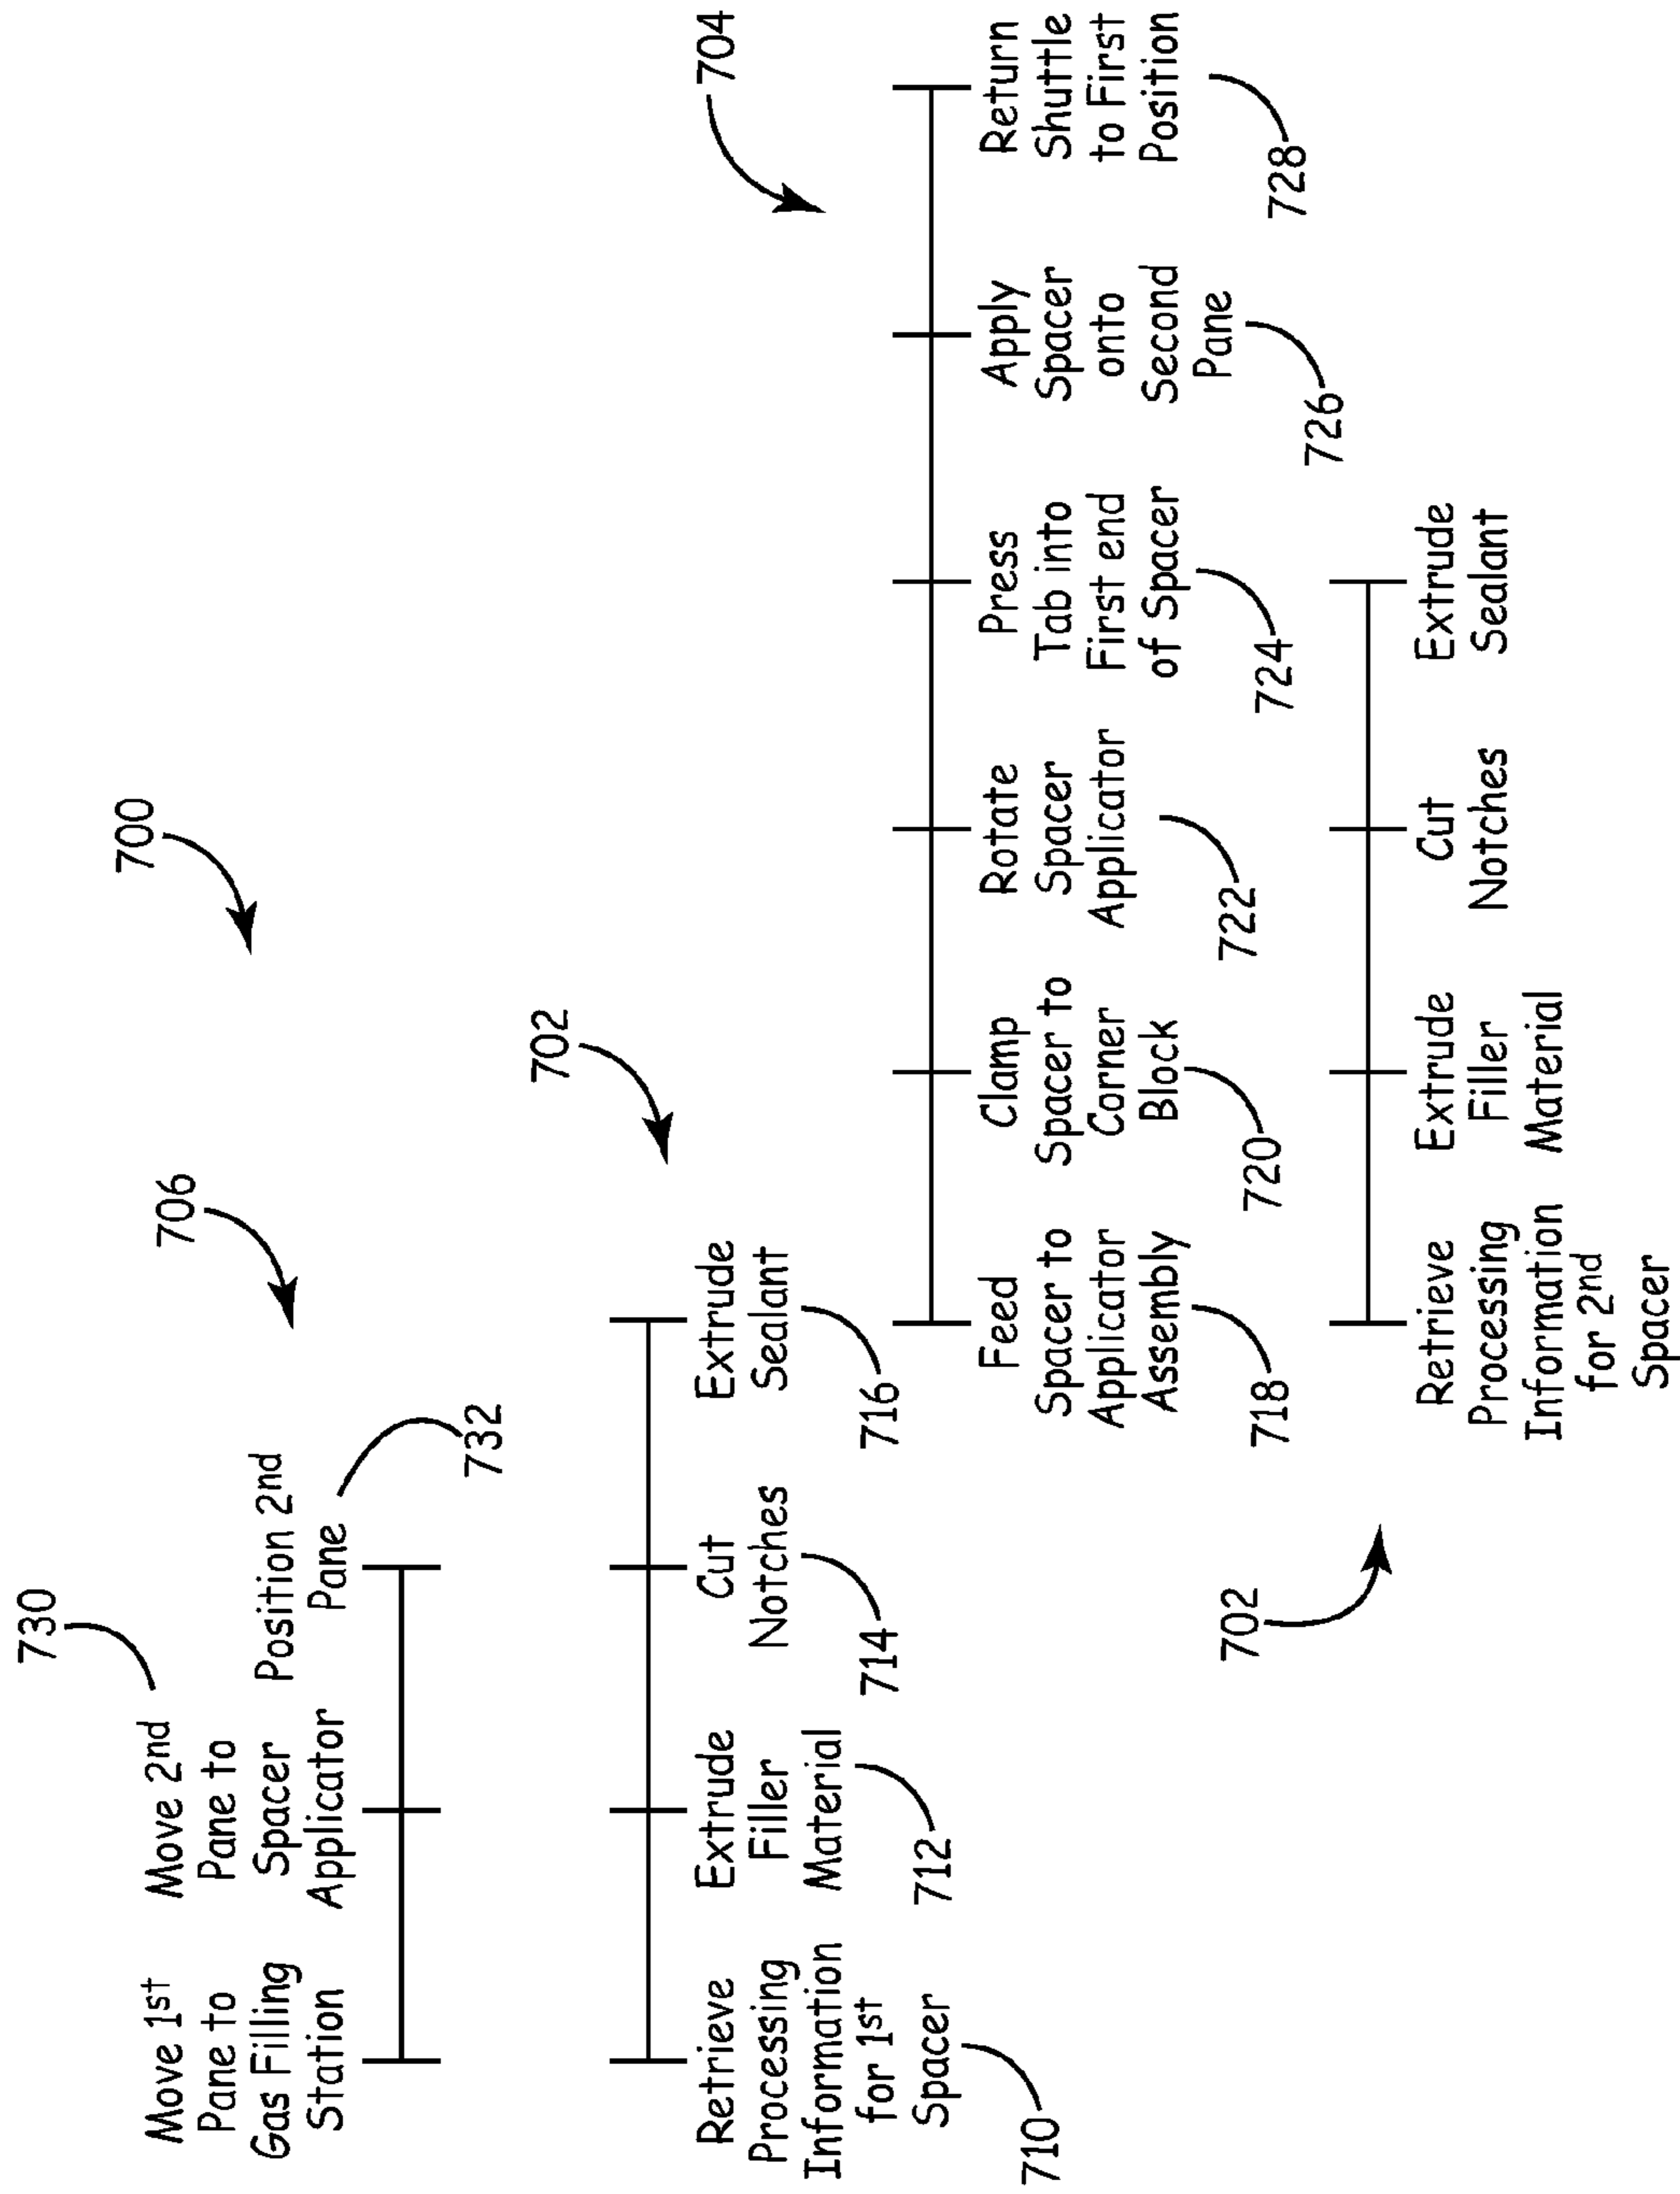 700
706
730
Move 1st
Pane to
Gas Filling
Station
Move 2nd
Pane to
Spacer
Applicator
Position 2nd
Pane
732
702
Retrieve
Processing
Information
for 1st
Spacer
710
Extrude
Filler
Material
712
Cut
Notches
714
Extrude
Sealant
716
704
Feed
Spacer to
Applicator
Assembly
718
Clamp
Spacer to
Corner
Block
720
Rotate
Spacer
Applicator
722
Press
Tab into
First end
of Spacer
724
Apply
Spacer
onto
Second
Pane
726
Return
Shuttle
to First
Position
728
702
Retrieve
Processing
Information
for 2nd
Spacer
Extrude
Filler
Material
Cut
Notches
Extrude
Sealant